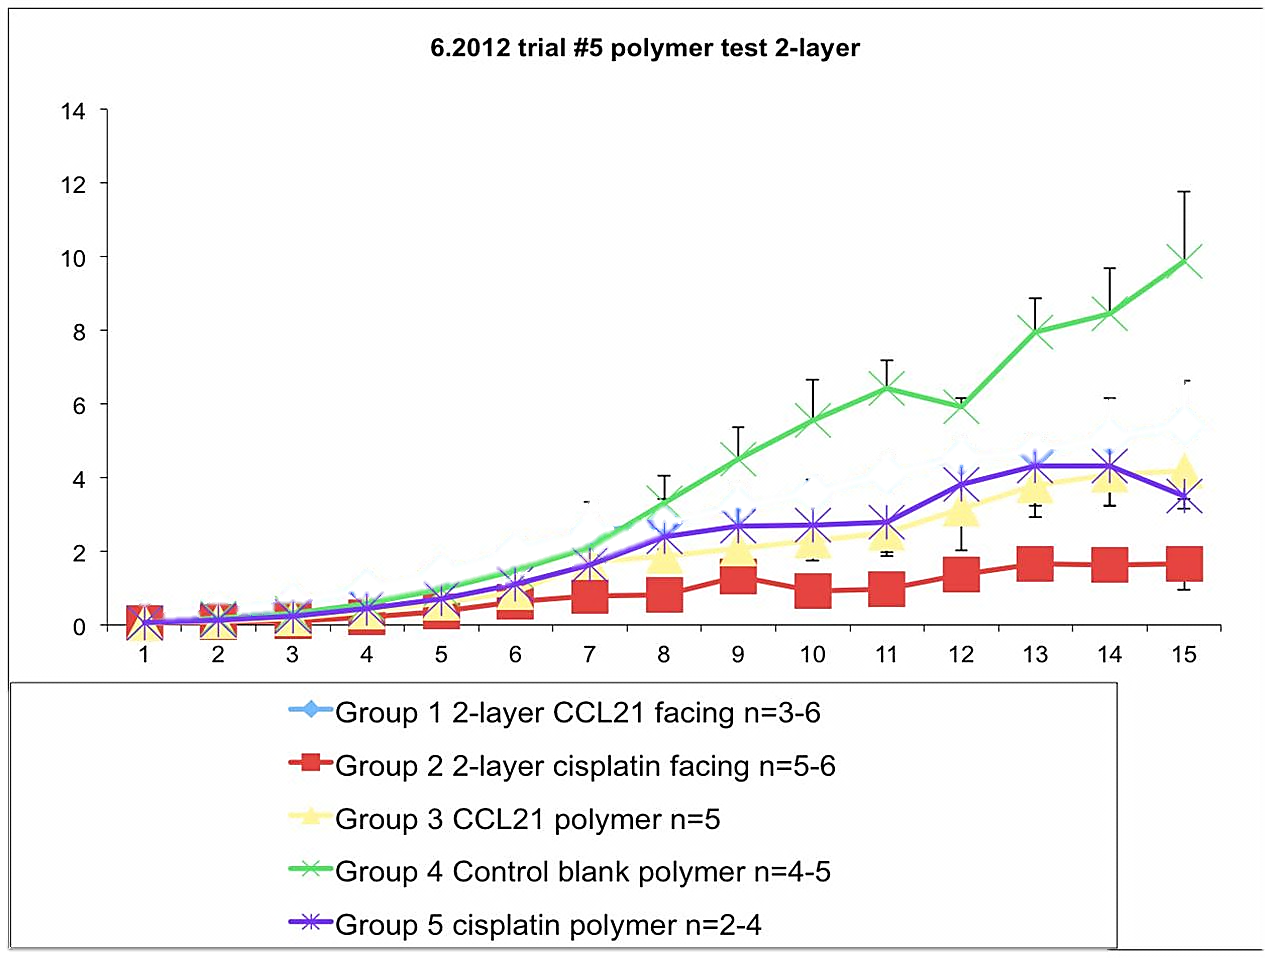 6.2012 trial #5 polymer test 2-layer
14
12
10
8
6
4
2
0
1 2 3 4 5 6 7 8 9 10 11 12 13 14 15
Group 1 2-layer CCL21 facing n=3-6
Group 2 2-layer cisplatin facing n=5-6
Group 3 CCL21 polymer n=5
Group 4 Control blank polymer n=4-5
Group 5 cisplatin polymer n=2-4